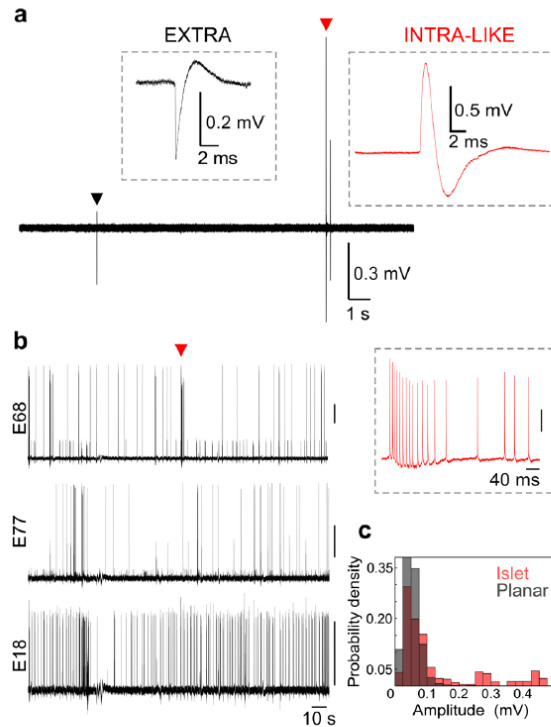 a
EXTRA
INTRA-LIKE
0.2 mV
2 ms
0.5 mV
2 ms
0.3 mV
1 s
b
E68
40 ms
E77
c
Islet
Planar
Probability density
0.35
0.20
0.05
0 0.1 0.2 0.3 0.4
Amplitude (mV)
E18
10 s